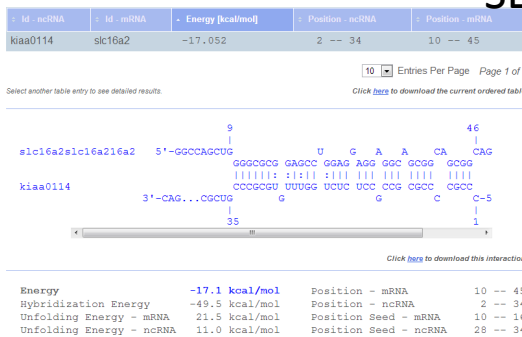 SE
Id - ncRNA Id - mRNA Energy [kcal/mol] Position - ncRNA Position - mRNA
kiaa0114 slc16a2 -17.052 2 -- 34 10 -- 45
10 Entries Per Page Page 1 of
Select another table entry to see detailed results. Click here to download the current ordered tabl
9 46
| |
slc16a2slc16a216a2 5'-GGCCAGCUG U G A A CA CAG
GGGCGCG GAGCC GGAG AGG GGC GCGG GCGG
||||||: :|:|| :||| ||| ||| |||| ||||
kiaa0114 CCCGCGU UUUGG UCUC UCC CCG CGCC CGCC
3'-CAG...CGCUG G G C C-5
| |
35 1
Click here to download this interaction
Energy -17.1 kcal/mol Position - mRNA 10 -- 45
Hybridization Energy -49.5 kcal/mol Position - ncRNA 2 -- 34
Unfolding Energy - mRNA 21.5 kcal/mol Position Seed - mRNA 10 -- 16
Unfolding Energy - ncRNA 11.0 kcal/mol Position Seed - ncRNA 28 -- 34